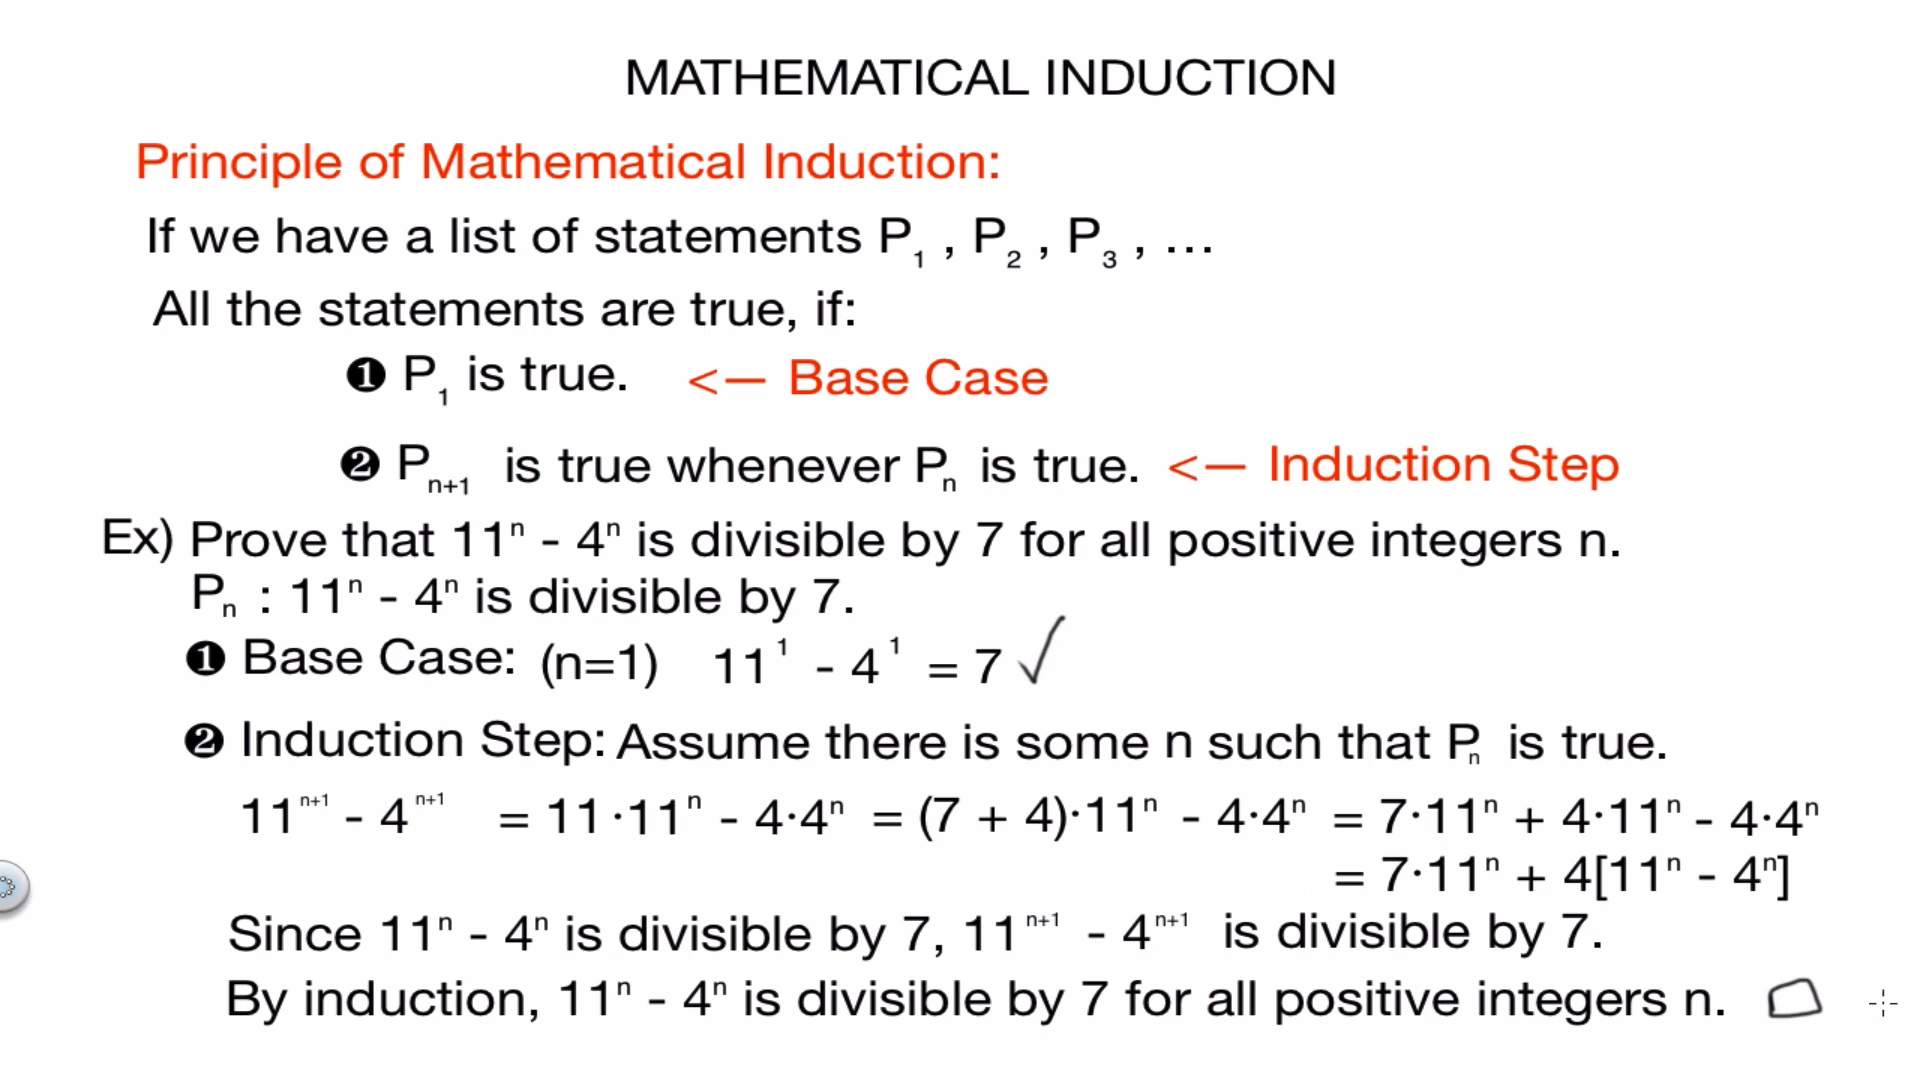 MATHEMATICAL INDUCTION
Principle of Mathematical Induction:
If we have a list of statements P₁ , P₂ , P₃ , ...
All the statements are true, if:
❶ P₁ is true. <— Base Case
❷ Pₙ₊₁ is true whenever Pₙ is true. <— Induction Step
Ex) Prove that 11ⁿ - 4ⁿ is divisible by 7 for all positive integers n.
Pₙ : 11ⁿ - 4ⁿ is divisible by 7.
❶ Base Case: (n=1) 11¹ - 4¹ = 7 ✓
❷ Induction Step: Assume there is some n such that Pₙ is true.
11ⁿ⁺¹ - 4ⁿ⁺¹ = 11·11ⁿ - 4·4ⁿ = (7 + 4)·11ⁿ - 4·4ⁿ = 7·11ⁿ + 4·11ⁿ - 4·4ⁿ
= 7·11ⁿ + 4[11ⁿ - 4ⁿ]
Since 11ⁿ - 4ⁿ is divisible by 7, 11ⁿ⁺¹ - 4ⁿ⁺¹ is divisible by 7.
By induction, 11ⁿ - 4ⁿ is divisible by 7 for all positive integers n. □